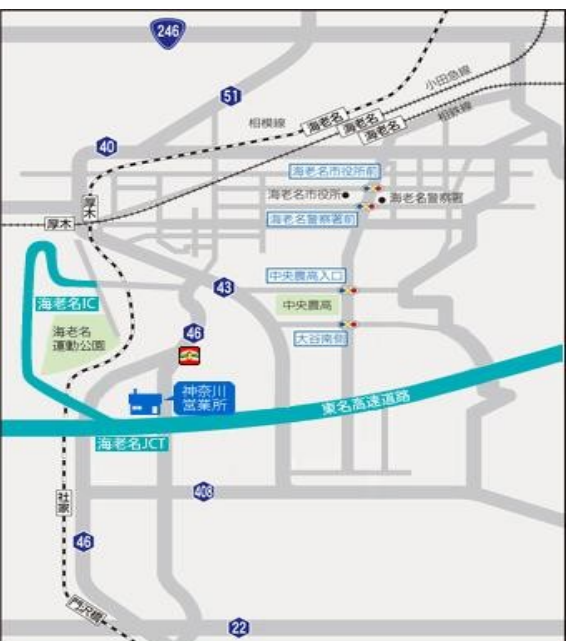 246
51
小田急線
相模線
海老名
海老名
海老名
相鉄線
40
海老名市役所前
海老名市役所
海老名警察署
厚木
厚木
海老名警察署前
中央農高入口
43
海老名IC
中央農高
海老名
運動公園
46
大谷南側
神奈川
営業所
東名高速道路
海老名JCT
408
社家
46
門沢橋
22